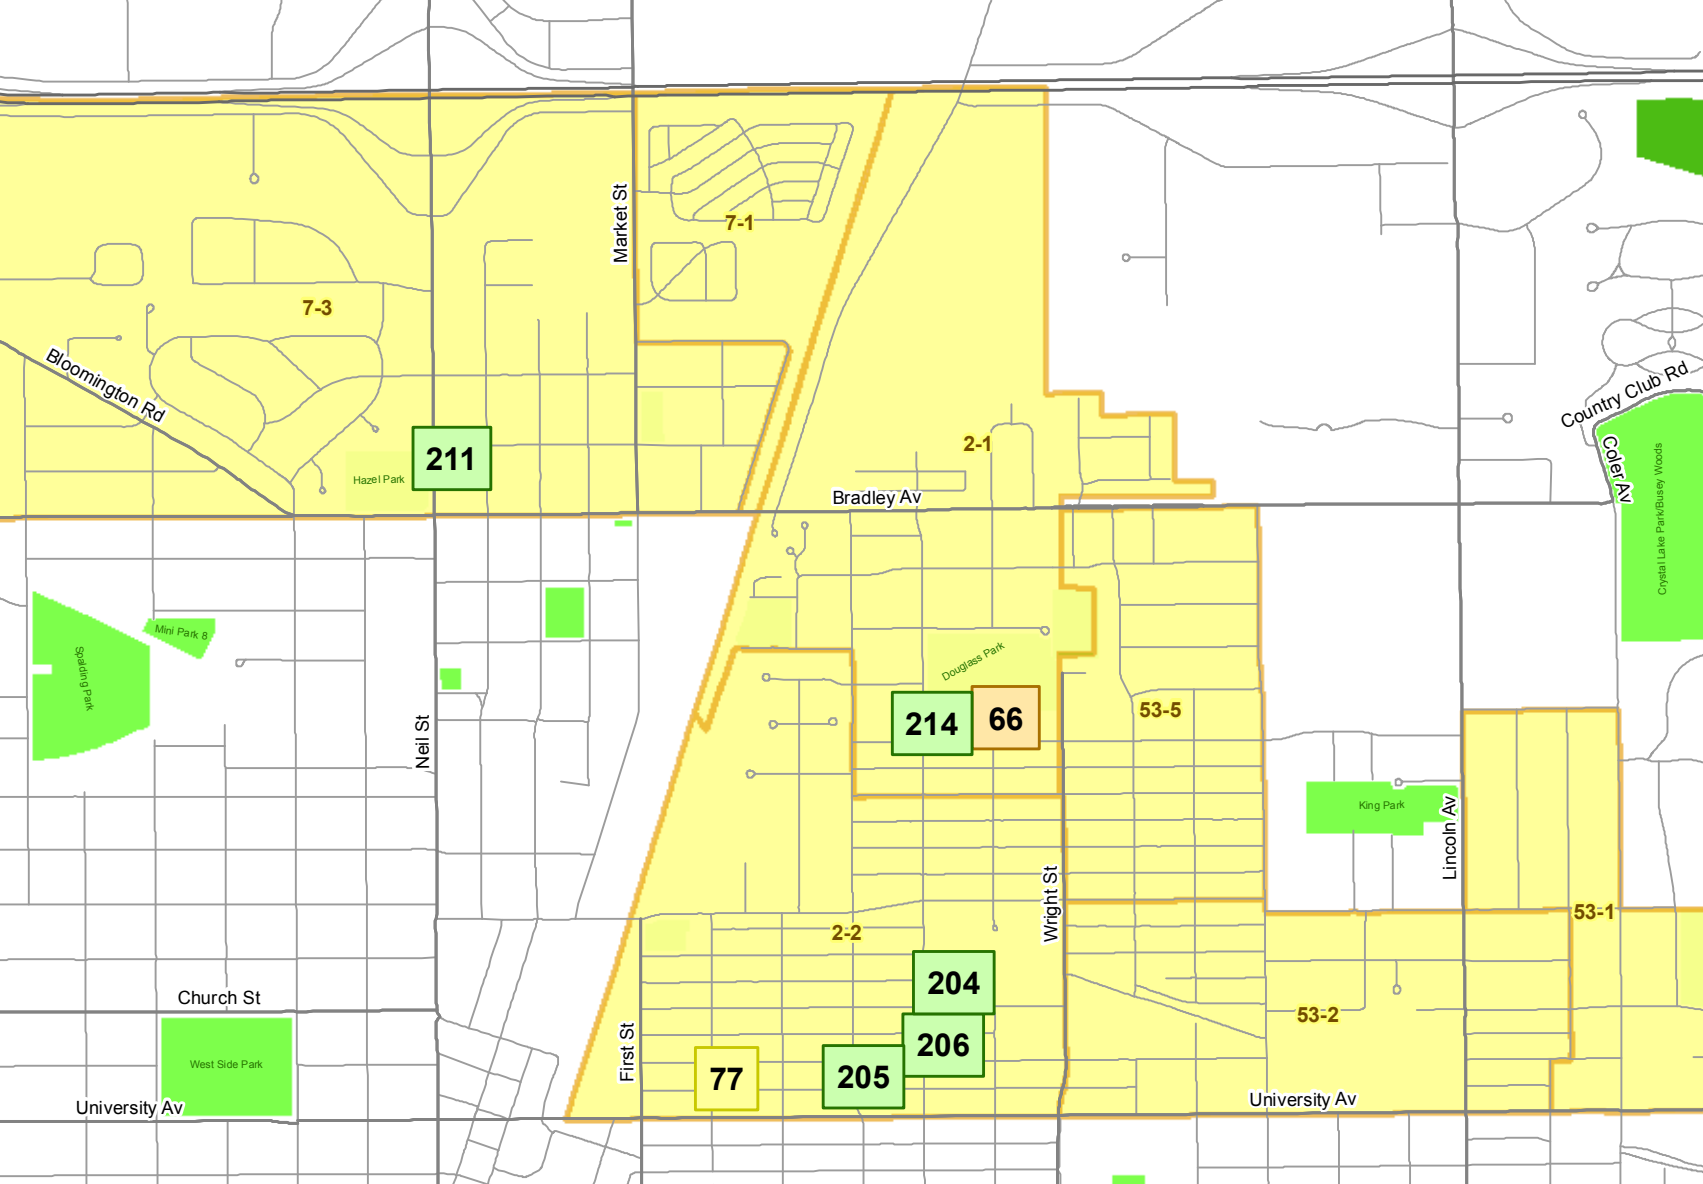 Market St
7-1
7-3
Bloomington Rd
Country Club Rd
2-1
211
Hazel Park
Coler Av
Crystal Lake Park/Busey Woods
Bradley Av
Mini Park 8
Spalding Park
Douglass Park
53-5
214
66
Neil St
King Park
Lincoln Av
Wright St
53-1
2-2
204
Church St
53-2
First St
206
West Side Park
77
205
University Av
University Av